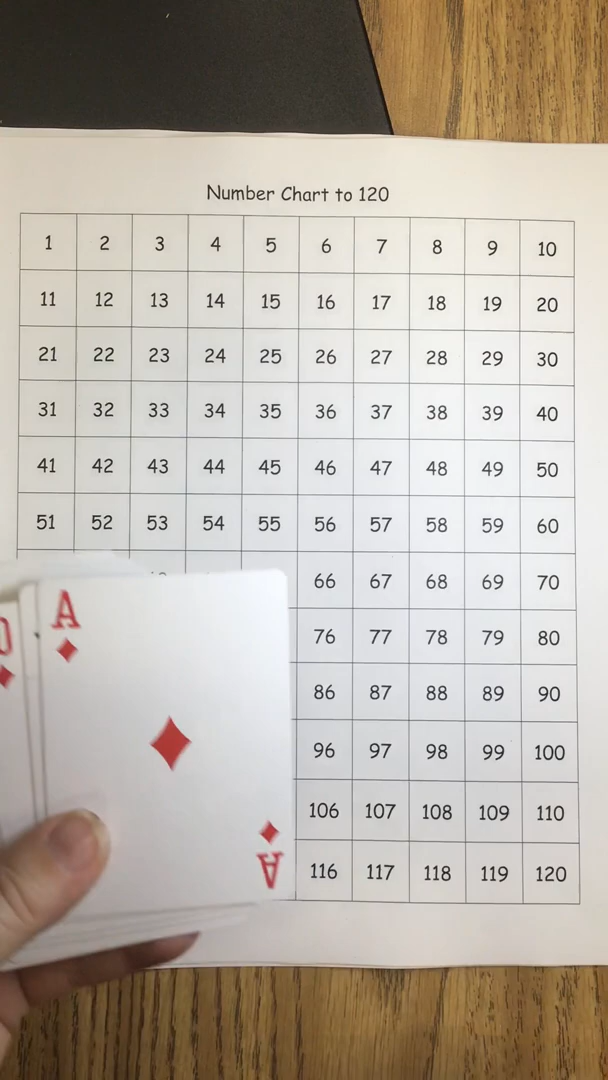 Number Chart to 120
1 2 3 4 5 6 7 8 9 10
11 12 13 14 15 16 17 18 19 20
21 22 23 24 25 26 27 28 29 30
31 32 33 34 35 36 37 38 39 40
41 42 43 44 45 46 47 48 49 50
51 52 53 54 55 56 57 58 59 60
66 67 68 69 70
A
76 77 78 79 80
86 87 88 89 90
96 97 98 99 100
106 107 108 109 110
A
116 117 118 119 120